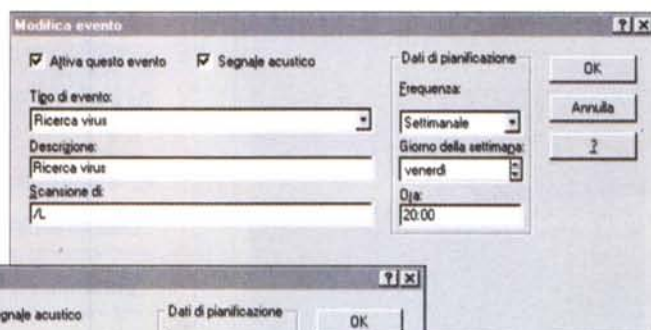 Modifica evento
Attiva questo evento
Segnale acustico
Tipo di evento:
Ricerca virus
Descrizione:
Ricerca virus
Scansione di:
/L
Dati di pianificazione
Frequenza:
Settimanale
Giorno della settimana:
venerdì
Ora:
20:00
OK
Annulla
?
gnale acustico
Dati di pianificazione
OK